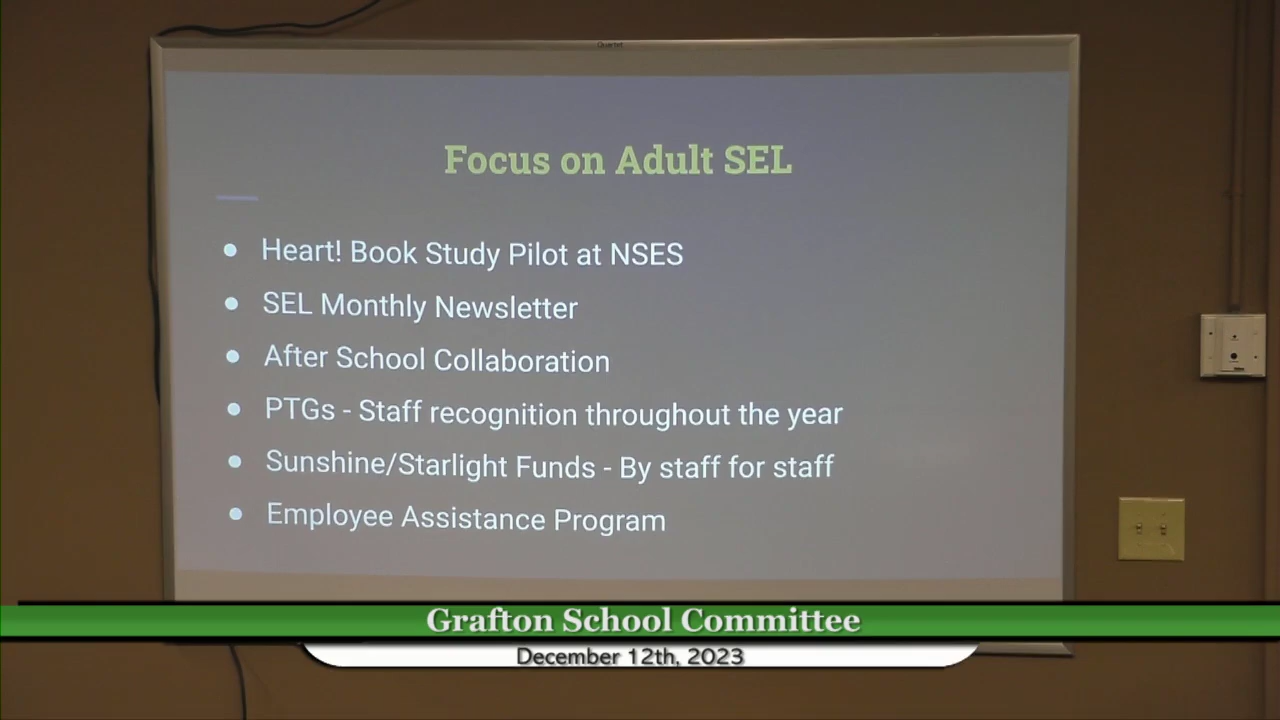 Quartet
Focus on Adult SEL
● Heart! Book Study Pilot at NSES
● SEL Monthly Newsletter
● After School Collaboration
● PTGs - Staff recognition throughout the year
● Sunshine/Starlight Funds - By staff for staff
● Employee Assistance Program
Grafton School Committee
December 12th, 2023